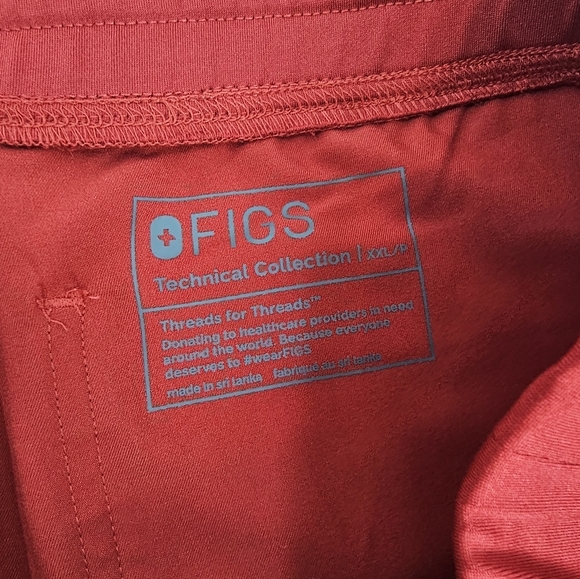 FIGS
Technical Collection | XXL/P
Threads for Threads™
Donating to healthcare providers in need
around the world. Because everyone
deserves to #wearFIGS
made in sri lanka fabriqué au sri lanka